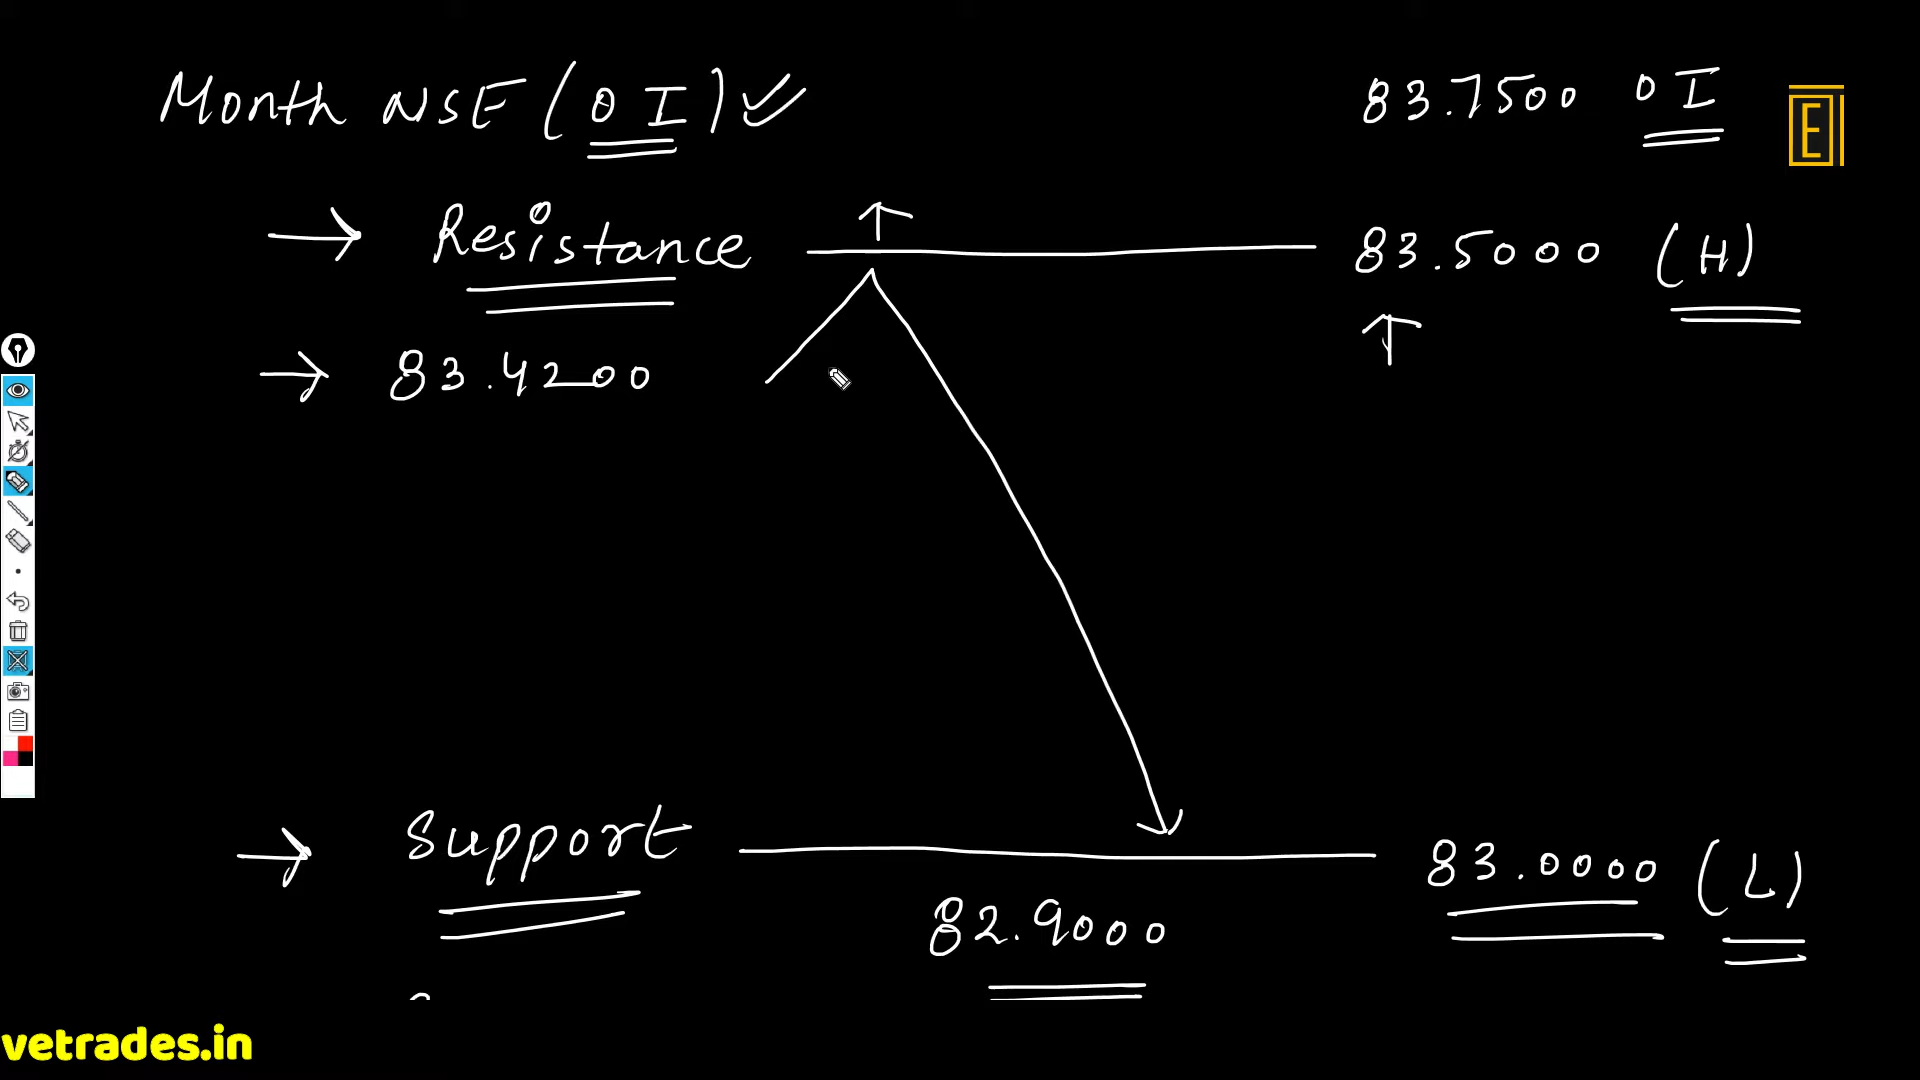 Month NSE (OI) ✓
83.7500 OI
E
→ Resistance ↑ 83.5000 (H)
→ 83.4200
Support 83.0000 (L)
82.9000
vetrades.in